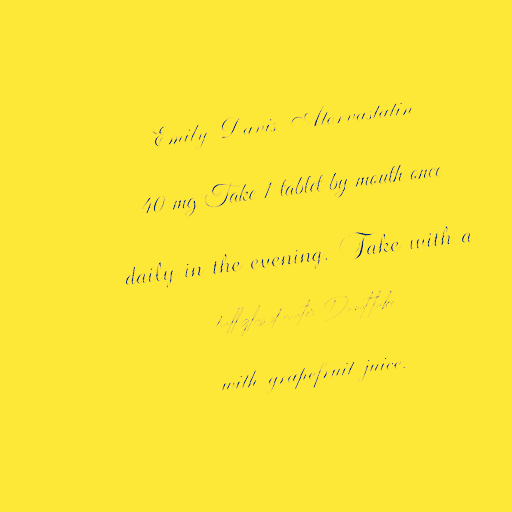 Emily Davis Atorvastatin
40 mg Take 1 tablet by mouth once
daily in the evening. Take with a
with grapefruit juice.